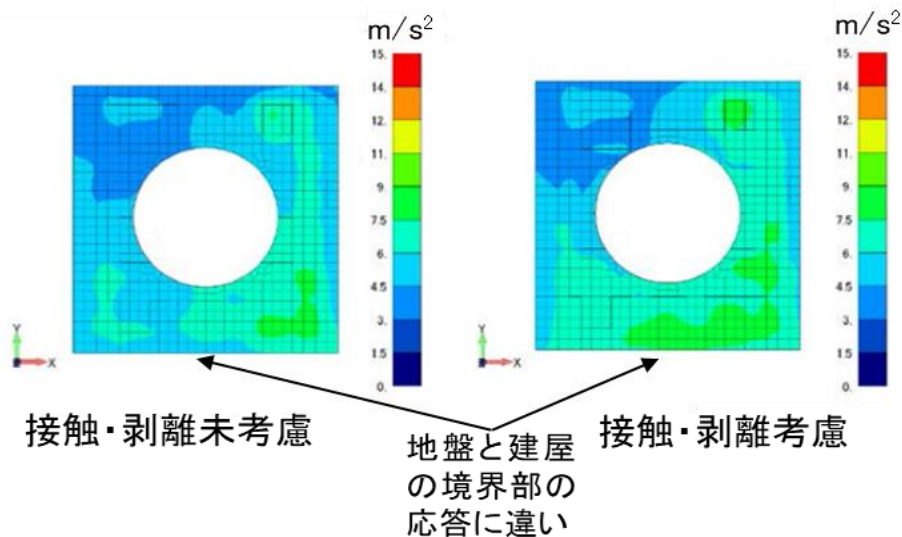 m/s²
15.
14.
12.
11.
9.
7.5
6.
4.5
3.
1.5
0.
Y
X
接触・剥離未考慮
m/s²
15.
14.
12.
11.
9.
7.5
6.
4.5
3.
1.5
0.
Y
X
接触・剥離考慮
地盤と建屋
の境界部の
応答に違い